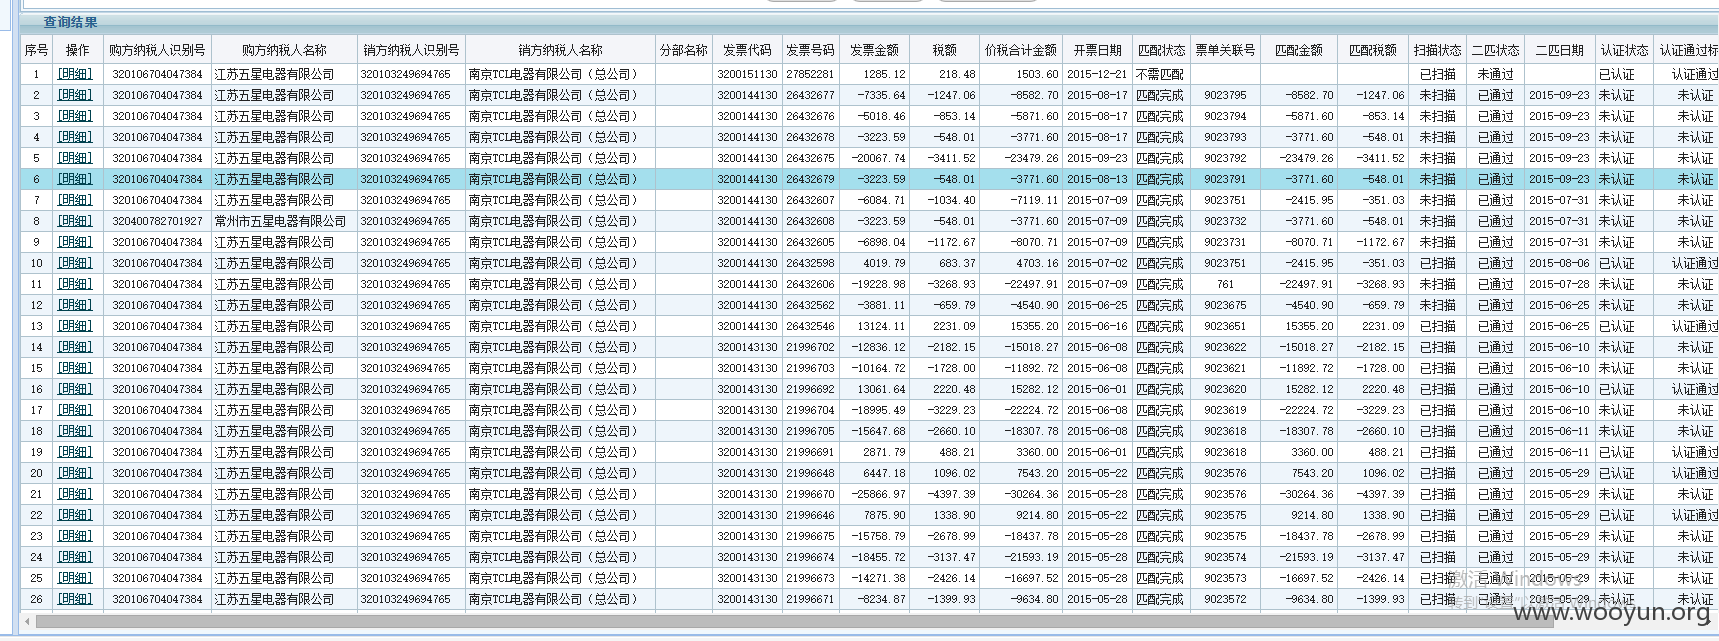 查询结果
序号 操作 购方纳税人识别号 购方纳税人名称 销方纳税人识别号 销方纳税人名称 分部名称 发票代码 发票号码 发票金额 税额 价税合计金额 开票日期 匹配状态 票单关联号 匹配金额 匹配税额 扫描状态 二匹状态 二匹日期 认证状态 认证通过标
1 [明细] 320106704047384 江苏五星电器有限公司 320103249694765 南京TCL电器有限公司（总公司） 3200151130 27852281 1285.12 218.48 1503.60 2015-12-21 不需匹配 已扫描 未通过 已认证 认证通过
2 [明细] 320106704047384 江苏五星电器有限公司 320103249694765 南京TCL电器有限公司（总公司） 3200144130 26432677 -7335.64 -1247.06 -8582.70 2015-08-17 匹配完成 9023795 -8582.70 -1247.06 未扫描 已通过 2015-09-23 未认证 未认证
3 [明细] 320106704047384 江苏五星电器有限公司 320103249694765 南京TCL电器有限公司（总公司） 3200144130 26432676 -5018.46 -853.14 -5871.60 2015-08-17 匹配完成 9023794 -5871.60 -853.14 未扫描 已通过 2015-09-23 未认证 未认证
4 [明细] 320106704047384 江苏五星电器有限公司 320103249694765 南京TCL电器有限公司（总公司） 3200144130 26432678 -3223.59 -548.01 -3771.60 2015-08-17 匹配完成 9023793 -3771.60 -548.01 未扫描 已通过 2015-09-23 未认证 未认证
5 [明细] 320106704047384 江苏五星电器有限公司 320103249694765 南京TCL电器有限公司（总公司） 3200144130 26432675 -20067.74 -3411.52 -23479.26 2015-09-23 匹配完成 9023792 -23479.26 -3411.52 未扫描 已通过 2015-09-23 未认证 未认证
6 [明细] 320106704047384 江苏五星电器有限公司 320103249694765 南京TCL电器有限公司（总公司） 3200144130 26432679 -3223.59 -548.01 -3771.60 2015-08-13 匹配完成 9023791 -3771.60 -548.01 未扫描 已通过 2015-09-23 未认证 未认证
7 [明细] 320106704047384 江苏五星电器有限公司 320103249694765 南京TCL电器有限公司（总公司） 3200144130 26432607 -6084.71 -1034.40 -7119.11 2015-07-09 匹配完成 9023751 -2415.95 -351.03 未扫描 已通过 2015-07-31 未认证 未认证
8 [明细] 320400782701927 常州市五星电器有限公司 320103249694765 南京TCL电器有限公司（总公司） 3200144130 26432608 -3223.59 -548.01 -3771.60 2015-07-09 匹配完成 9023732 -3771.60 -548.01 未扫描 已通过 2015-07-31 未认证 未认证
9 [明细] 320106704047384 江苏五星电器有限公司 320103249694765 南京TCL电器有限公司（总公司） 3200144130 26432605 -6898.04 -1172.67 -8070.71 2015-07-09 匹配完成 9023731 -8070.71 -1172.67 未扫描 已通过 2015-07-31 未认证 未认证
10 [明细] 320106704047384 江苏五星电器有限公司 320103249694765 南京TCL电器有限公司（总公司） 3200144130 26432598 4019.79 683.37 4703.16 2015-07-02 匹配完成 9023751 -2415.95 -351.03 已扫描 已通过 2015-08-06 已认证 认证通过
11 [明细] 320106704047384 江苏五星电器有限公司 320103249694765 南京TCL电器有限公司（总公司） 3200144130 26432606 -19228.98 -3268.93 -22497.91 2015-07-09 匹配完成 761 -22497.91 -3268.93 未扫描 已通过 2015-07-28 未认证 未认证
12 [明细] 320106704047384 江苏五星电器有限公司 320103249694765 南京TCL电器有限公司（总公司） 3200144130 26432562 -3881.11 -659.79 -4540.90 2015-06-25 匹配完成 9023675 -4540.90 -659.79 未扫描 已通过 2015-06-25 未认证 未认证
13 [明细] 320106704047384 江苏五星电器有限公司 320103249694765 南京TCL电器有限公司（总公司） 3200144130 26432546 13124.11 2231.09 15355.20 2015-06-16 匹配完成 9023651 15355.20 2231.09 已扫描 已通过 2015-06-25 已认证 认证通过
14 [明细] 320106704047384 江苏五星电器有限公司 320103249694765 南京TCL电器有限公司（总公司） 3200143130 21996702 -12836.12 -2182.15 -15018.27 2015-06-08 匹配完成 9023622 -15018.27 -2182.15 已扫描 已通过 2015-06-10 未认证 未认证
15 [明细] 320106704047384 江苏五星电器有限公司 320103249694765 南京TCL电器有限公司（总公司） 3200143130 21996703 -10164.72 -1728.00 -11892.72 2015-06-08 匹配完成 9023621 -11892.72 -1728.00 已扫描 已通过 2015-06-10 未认证 未认证
16 [明细] 320106704047384 江苏五星电器有限公司 320103249694765 南京TCL电器有限公司（总公司） 3200143130 21996692 13061.64 2220.48 15282.12 2015-06-01 匹配完成 9023620 15282.12 2220.48 已扫描 已通过 2015-06-10 已认证 认证通过
17 [明细] 320106704047384 江苏五星电器有限公司 320103249694765 南京TCL电器有限公司（总公司） 3200143130 21996704 -18995.49 -3229.23 -22224.72 2015-06-08 匹配完成 9023619 -22224.72 -3229.23 已扫描 已通过 2015-06-10 未认证 未认证
18 [明细] 320106704047384 江苏五星电器有限公司 320103249694765 南京TCL电器有限公司（总公司） 3200143130 21996705 -15647.68 -2660.10 -18307.78 2015-06-08 匹配完成 9023618 -18307.78 -2660.10 已扫描 已通过 2015-06-11 未认证 未认证
19 [明细] 320106704047384 江苏五星电器有限公司 320103249694765 南京TCL电器有限公司（总公司） 3200143130 21996691 2871.79 488.21 3360.00 2015-06-01 匹配完成 9023618 3360.00 488.21 已扫描 已通过 2015-06-11 已认证 认证通过
20 [明细] 320106704047384 江苏五星电器有限公司 320103249694765 南京TCL电器有限公司（总公司） 3200143130 21996648 6447.18 1096.02 7543.20 2015-05-22 匹配完成 9023576 7543.20 1096.02 已扫描 已通过 2015-05-29 已认证 认证通过
21 [明细] 320106704047384 江苏五星电器有限公司 320103249694765 南京TCL电器有限公司（总公司） 3200143130 21996670 -25866.97 -4397.39 -30264.36 2015-05-28 匹配完成 9023576 -30264.36 -4397.39 已扫描 已通过 2015-05-29 未认证 未认证
22 [明细] 320106704047384 江苏五星电器有限公司 320103249694765 南京TCL电器有限公司（总公司） 3200143130 21996646 7875.90 1338.90 9214.80 2015-05-22 匹配完成 9023575 9214.80 1338.90 已扫描 已通过 2015-05-29 已认证 认证通过
23 [明细] 320106704047384 江苏五星电器有限公司 320103249694765 南京TCL电器有限公司（总公司） 3200143130 21996675 -15758.79 -2678.99 -18437.78 2015-05-28 匹配完成 9023575 -18437.78 -2678.99 已扫描 已通过 2015-05-29 未认证 未认证
24 [明细] 320106704047384 江苏五星电器有限公司 320103249694765 南京TCL电器有限公司（总公司） 3200143130 21996674 -18455.72 -3137.47 -21593.19 2015-05-28 匹配完成 9023574 -21593.19 -3137.47 已扫描 已通过 2015-05-29 未认证 未认证
25 [明细] 320106704047384 江苏五星电器有限公司 320103249694765 南京TCL电器有限公司（总公司） 3200143130 21996673 -14271.38 -2426.14 -16697.52 2015-05-28 匹配完成 9023573 -16697.52 -2426.14 已扫描 已通过 2015-05-29 未认证 未认证
26 [明细] 320106704047384 江苏五星电器有限公司 320103249694765 南京TCL电器有限公司（总公司） 3200143130 21996671 -8234.87 -1399.93 -9634.80 2015-05-28 匹配完成 9023572 -9634.80 -1399.93 已扫描 已通过 2015-05-29 未认证 未认证
激活 Windows
www.wooyun.org